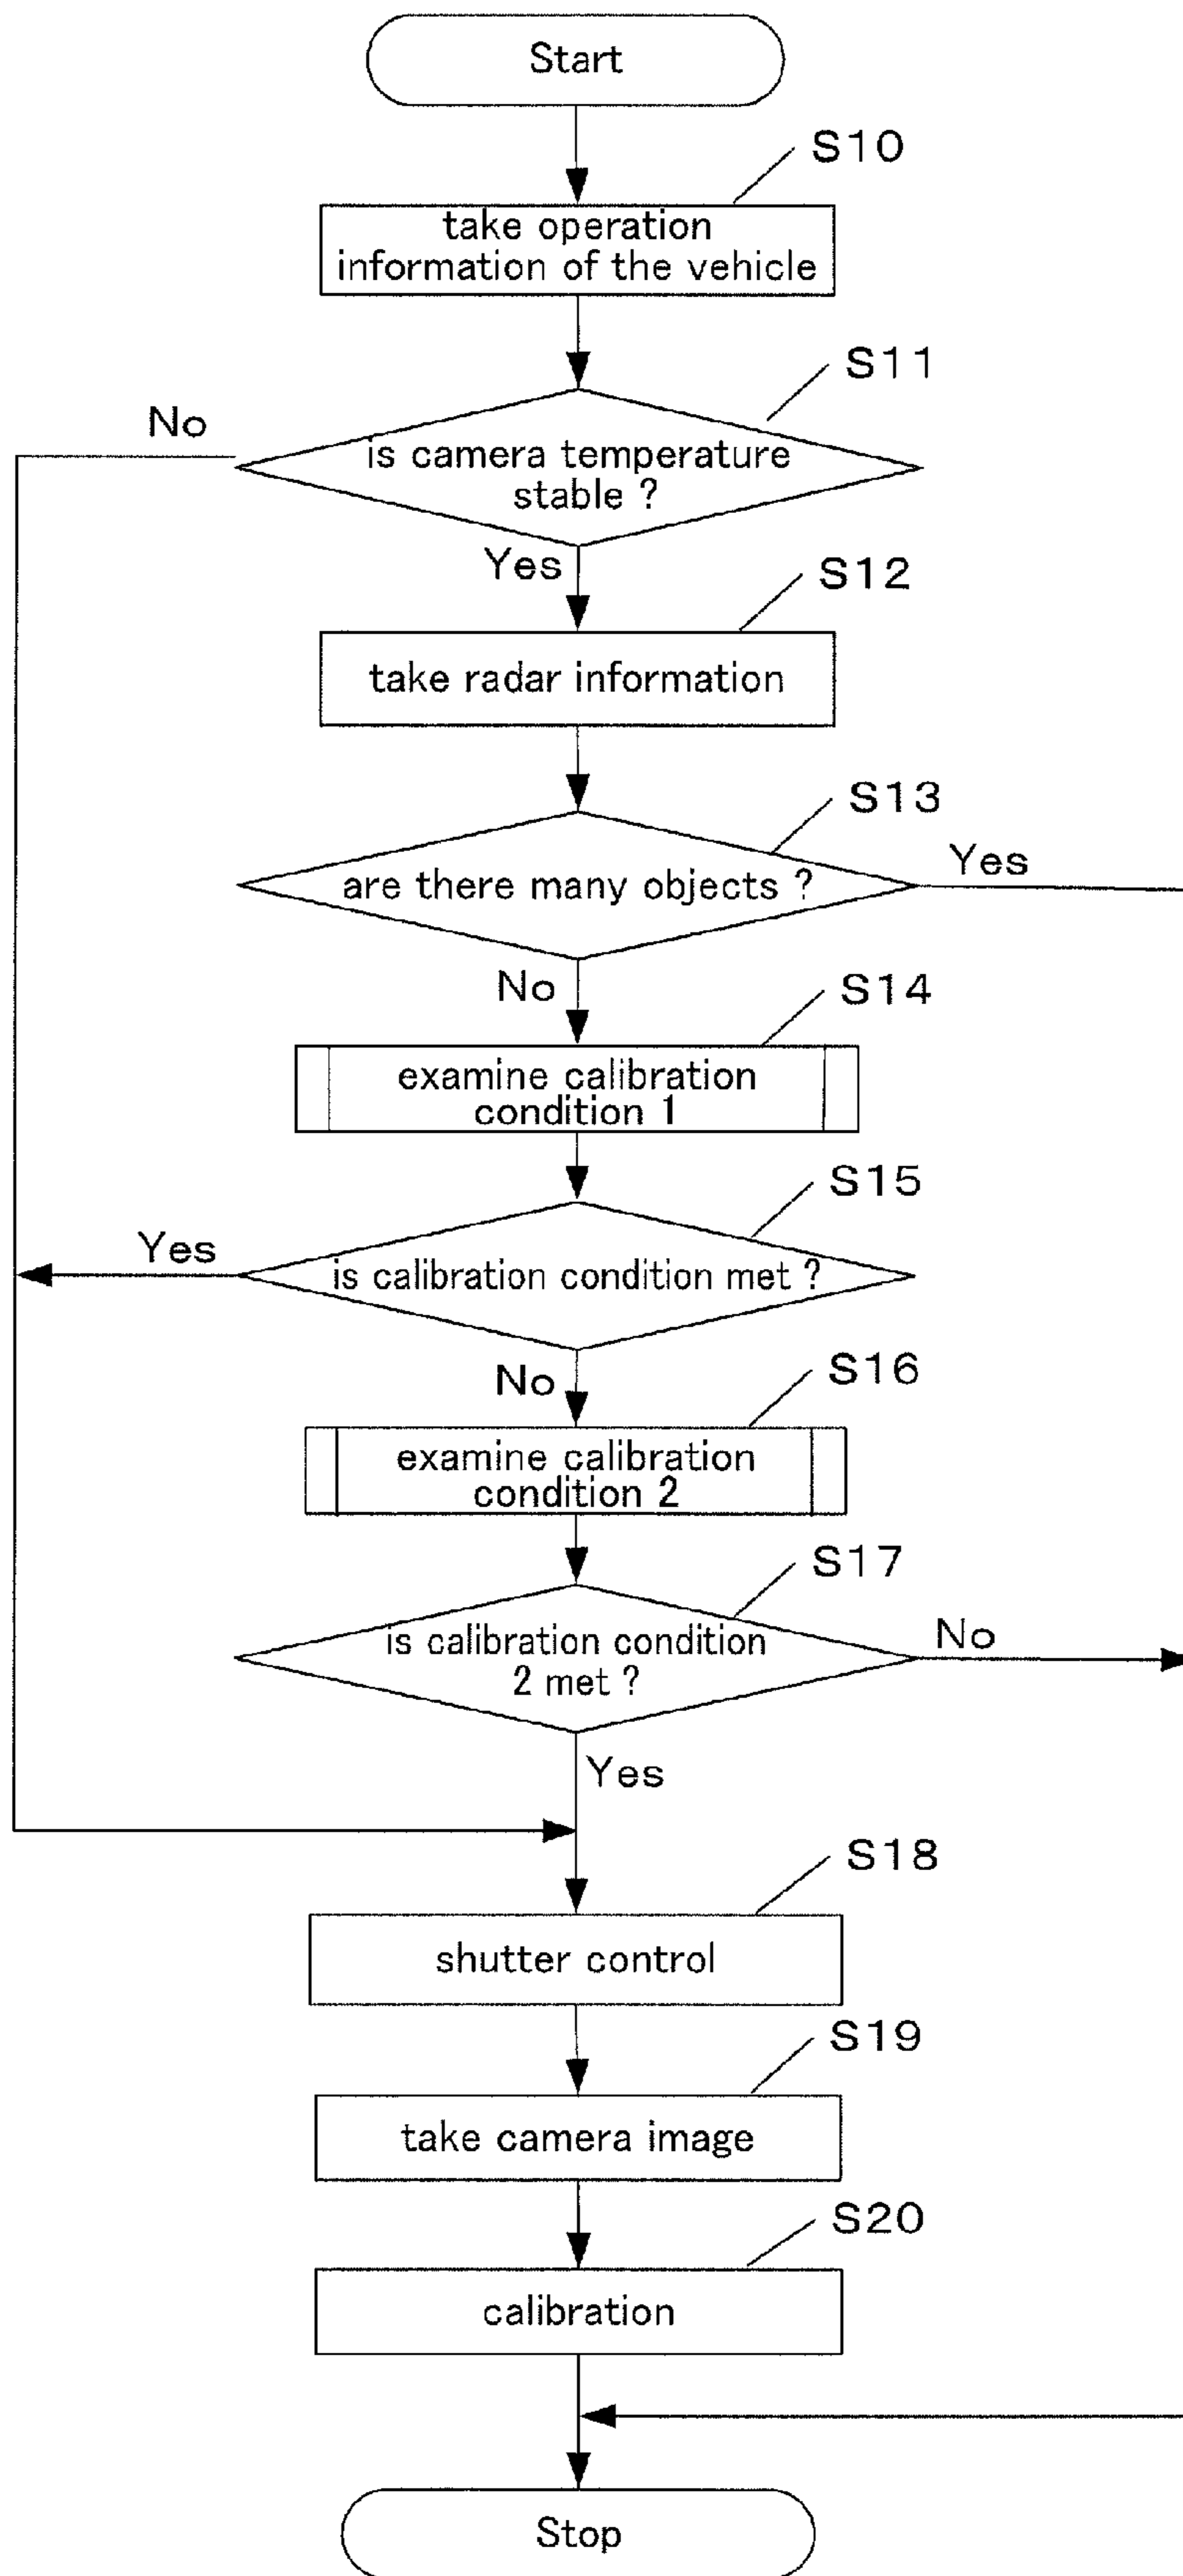 Start
S10
take operation
information of the vehicle
S11
No
is camera temperature
stable ?
Yes
S12
take radar information
S13
Yes
are there many objects ?
No
S14
examine calibration
condition 1
S15
Yes
is calibration condition met ?
No
S16
examine calibration
condition 2
S17
No
is calibration condition
2 met ?
Yes
S18
shutter control
S19
take camera image
S20
calibration
Stop